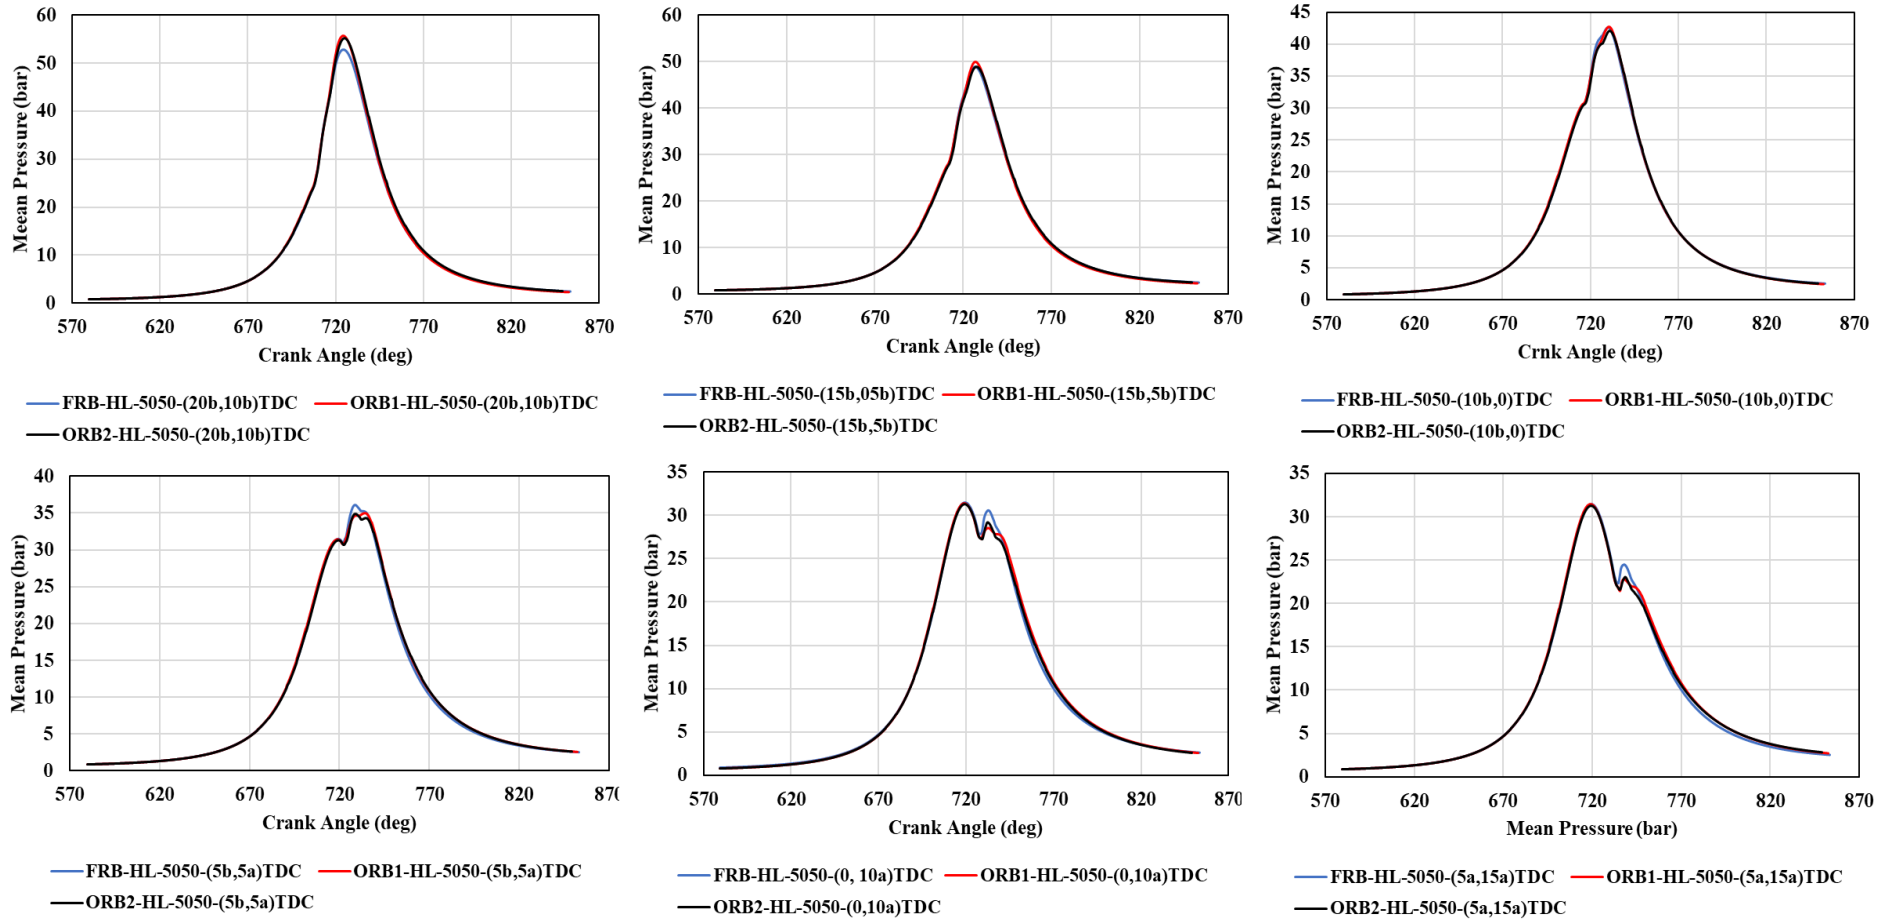 60
50
40
30
20
10
0
Meean Pressure (bar)
570 620 670 720 770 820 870
Crank Angle (deg)
FRB-HL-5050-(20b,10b)TDC ORB1-HL-5050-(20b,10b)TDC
ORB2-HL-5050-(20b,10b)TDC
60
50
40
30
20
10
0
Mean Pressure (bar)
570 620 670 720 770 820 870
Crank Angle (deg)
FRB-HL-5050-(15b,05b)TDC ORB1-HL-5050-(15b,5b)TDC
ORB2-HL-5050-(15b,5b)TDC
45
40
35
30
25
20
15
10
5
0
Mean Pressure (bar)
570 620 670 720 770 820 870
Crnk Angle (deg)
FRB-HL-5050-(10b,0)TDC ORB1-HL-5050-(10b,0)TDC
ORB2-HL-5050-(10b,0)TDC
40
35
30
25
20
15
10
5
0
Mean Pressure (bar)
570 620 670 720 770 820 870
Crank Angle (deg)
FRB-HL-5050-(5b,5a)TDC ORB1-HL-5050-(5b,5a)TDC
ORB2-HL-5050-(5b,5a)TDC
35
30
25
20
15
10
5
0
Mean Pressure (bar)
570 620 670 720 770 820 870
Crank Angle (deg)
FRB-HL-5050-(0, 10a)TDC ORB1-HL-5050-(0,10a)TDC
ORB2-HL-5050-(0,10a)TDC
35
30
25
20
15
10
5
0
Mean Pressure (bar)
570 620 670 720 770 820 870
Mean Pressure (bar)
FRB-HL-5050-(5a,15a)TDC ORB1-HL-5050-(5a,15a)TDC
ORB2-HL-5050-(5a,15a)TDC